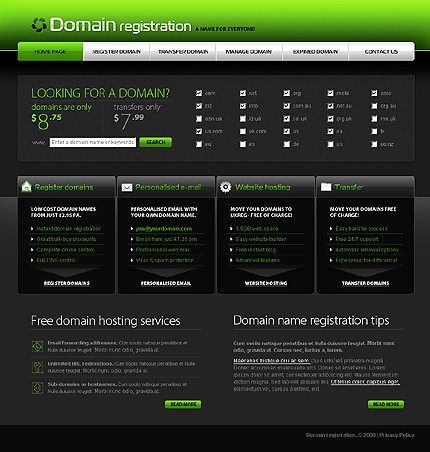 Domain registration A NAME FOR EVERYONE!
HOME PAGE REGISTER DOMAIN TRANSFER DOMAIN MANAGE DOMAIN EXPIRED DOMAIN CONTACT US
LOOKING FOR A DOMAIN?
domains are only transfers only
$8.75 $7.99
www. Enter a domain name or keywords SEARCH
.com .net .org .mobi .asia
.biz .info .com.au .net.au .org.au
.asn.au .id.au .co.uk .org.uk .me.uk
.us.com .uk.com .us .ca .tv
.eu .es .de .cc .co.nz
Register domains Personalised e-mail Website hosting Transfer
LOW COST DOMAIN NAMES FROM JUST £2.95 PA.
Instant domain registration
Great bulk-buy discounts
Complete online control
Full DNS control
REGISTER DOMAINS
PERSONALISED EMAIL WITH YOUR OWN DOMAIN NAME.
you@yourdomain.com
Email from just £1.25 pm
Professional web mail
Virus & spam protection
PERSONALISED EMAIL
MOVE YOUR DOMAINS TO UKREG - FREE OF CHARGE!
1.5GB web space
Easy website builder
Free instant blog
Advanced features
WEBSITE HOSTING
MOVE YOUR DOMAINS FREE OF CHARGE!
Easy transfer process
Free 24/7 support
Automatic renewal options
Experience the difference!
TRANSFER DOMAINS
Free domain hosting services
Email forwarding addresses. Cum sociis natoque penatibus et
Nulla duiusce feugiat. Morbi nunc odio, gravida at.
Unlimited URL redirections. Cum sociis natoque penatibus et
Nulla duiusce feugiat. Morbi nunc odio, gravida at.
Sub-domains or hostnames. Cum sociis natoque penatibus et
Nulla duiusce feugiat. Morbi nunc odio, gravida at.
READ MORE
Domain name registration tips
Cum sociis natoque penatibus et Nulla duiusce feugiat. Morbi nunc
odio, gravida at. Cursus nec, luctus a, lorem.
Maecenas tristique orci ac sem. Duis ultricies pharetra magna.
Donec accumsan malesuada orci. Donec sit amet eros. Lorem
ipsum dolor sit amet, consectetuer adipiscing elit. Mauris fermentum
dictum magna. Sed laoreet aliquam leo. Ut tellus dolor, dapibus eget,
elementum vel, cursus eleifend, elit.
READ MORE
Domain registration. © 2008 | Privacy Policy